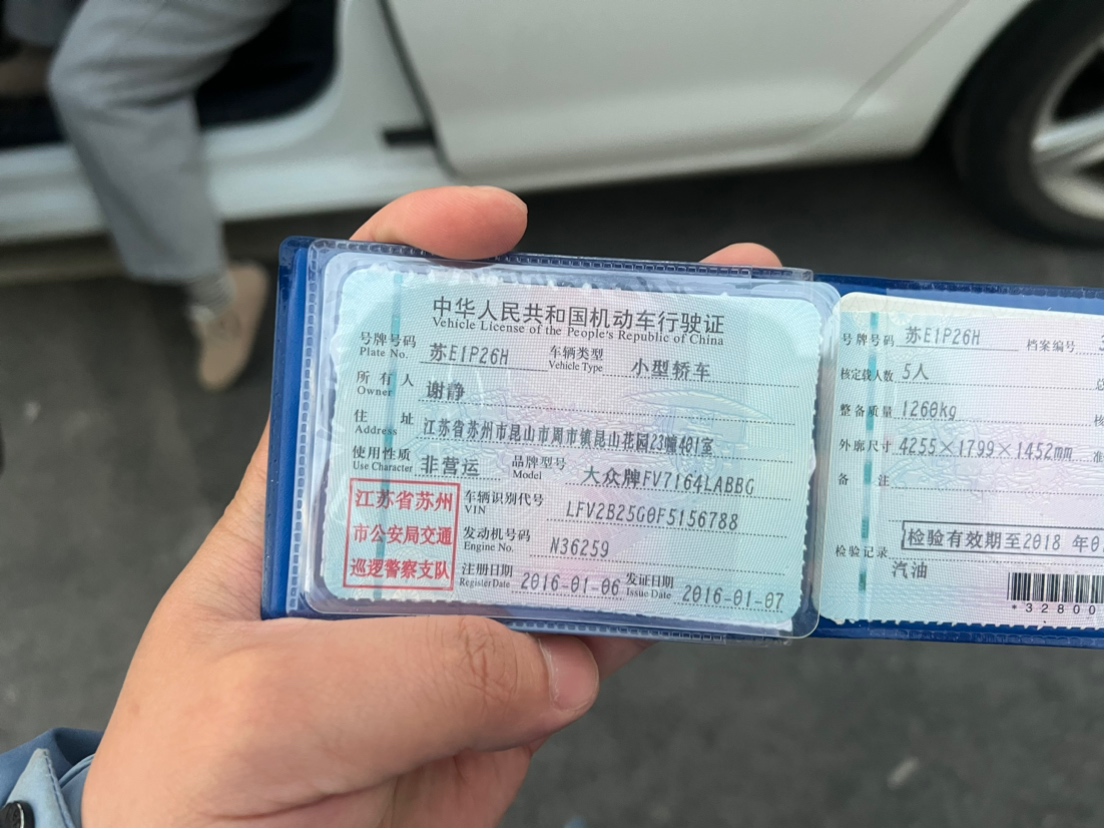 中华人民共和国机动车行驶证
Vehicle License of the People's Republic of China
号牌号码 苏E1P26H 车辆类型 小型轿车
Plate No. Vehicle Type
所有人 谢静
Owner
住址 江苏省苏州市昆山市周市镇昆山花园23幢401室
Address
使用性质 非营运 品牌型号 大众牌FV7164LABBG
Use Character Model
江苏省苏州
市公安局交通
巡逻警察支队
车辆识别代号 LFV2B25G0F5156788
VIN
发动机号码 N36259
Engine No.
注册日期 2016-01-06 发证日期 2016-01-07
Register Date Issue Date
号牌号码 苏E1P26H 档案编号 3
核定载人数 5人 总
整备质量 1260kg 核
外廓尺寸 4255×1799×1452mm 准
备注
检验记录 检验有效期至2018 年0
汽油
*32800